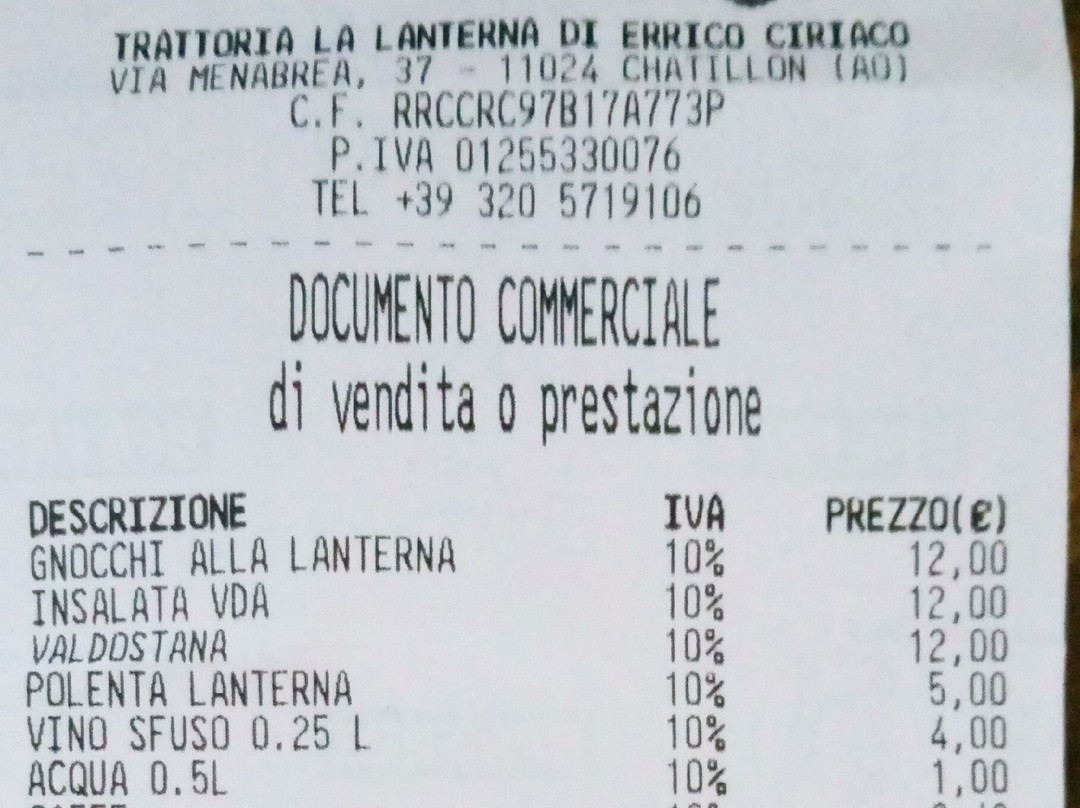 TRATTORIA LA LANTERNA DI ERRICO CIRIACO
VIA MENABREA, 37 - 11024 CHATILLON (AO)
C.F. RRCCRC97B17A773P
P.IVA 01255330076
TEL +39 320 5719106
DOCUMENTO COMMERCIALE
di vendita o prestazione
DESCRIZIONE IVA PREZZO(€)
GNOCCHI ALLA LANTERNA 10% 12,00
INSALATA VDA 10% 12,00
VALDOSTANA 10% 12,00
POLENTA LANTERNA 10% 5,00
VINO SFUSO 0.25 L 10% 4,00
ACQUA 0.5L 10% 1,00